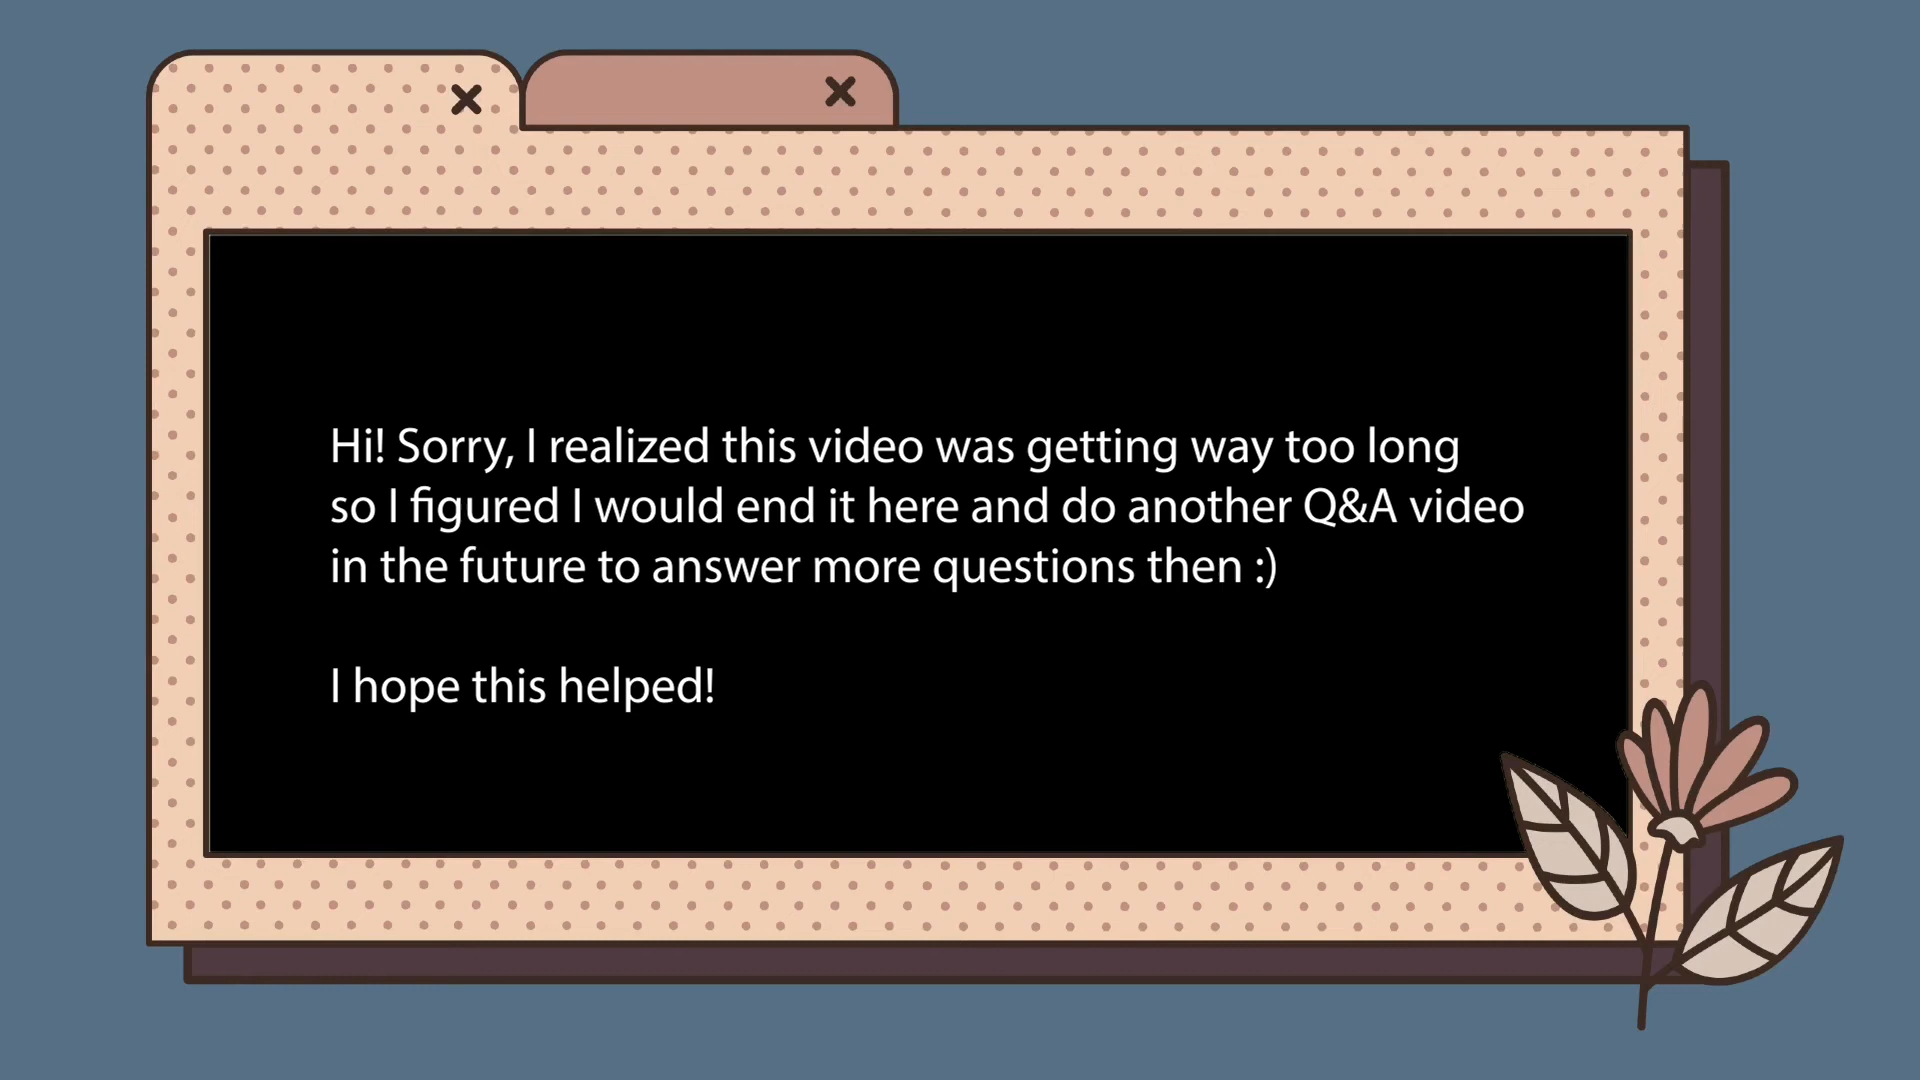 Hi! Sorry, I realized this video was getting way too long
so I figured I would end it here and do another Q&A video
in the future to answer more questions then :)
I hope this helped!